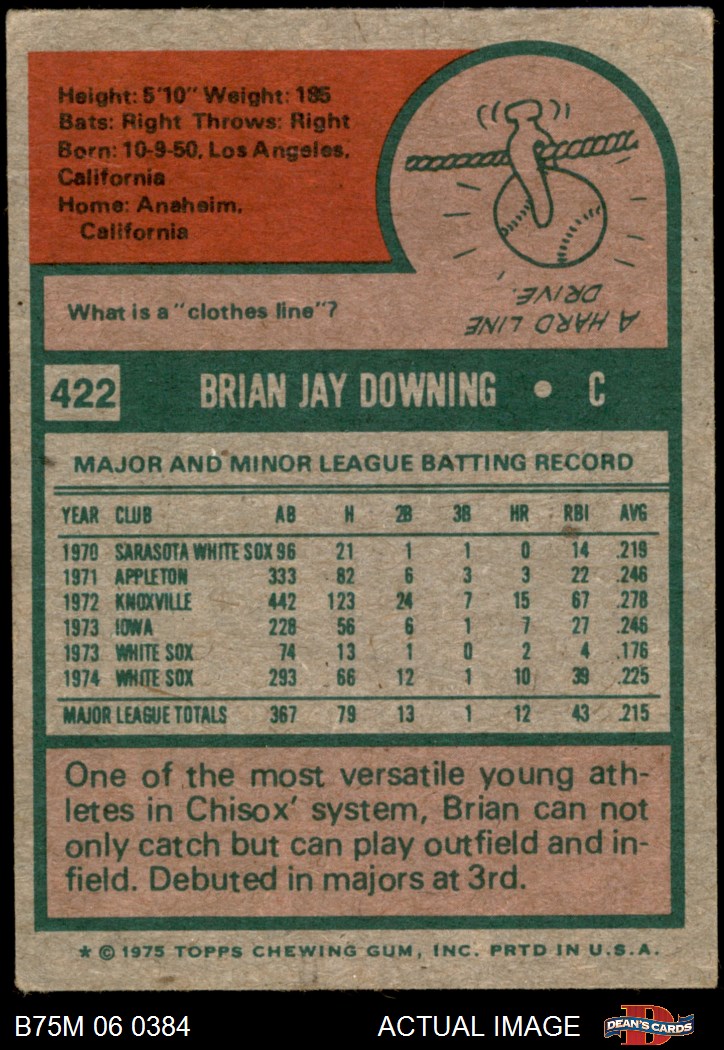 Height: 5'10" Weight: 185
Bats: Right Throws: Right
Born: 10-9-50, Los Angeles,
California
Home: Anaheim,
California
What is a "clothes line"?
A HARD LINE
DRIVE.
422 BRIAN JAY DOWNING • C
MAJOR AND MINOR LEAGUE BATTING RECORD
YEAR CLUB AB H 2B 3B HR RBI AVG
1970 SARASOTA WHITE SOX 96 21 1 1 0 14 .219
1971 APPLETON 333 82 6 3 3 22 .246
1972 KNOXVILLE 442 123 24 7 15 67 .278
1973 IOWA 228 56 6 1 7 27 .246
1973 WHITE SOX 74 13 1 0 2 4 .176
1974 WHITE SOX 293 66 12 1 10 39 .225
MAJOR LEAGUE TOTALS 367 79 13 1 12 43 .215
One of the most versatile young ath-
letes in Chisox' system, Brian can not
only catch but can play outfield and in-
field. Debuted in majors at 3rd.
* © 1975 TOPPS CHEWING GUM, INC. PRTD IN U.S.A.
B75M 06 0384 ACTUAL IMAGE D DEAN'S CARDS